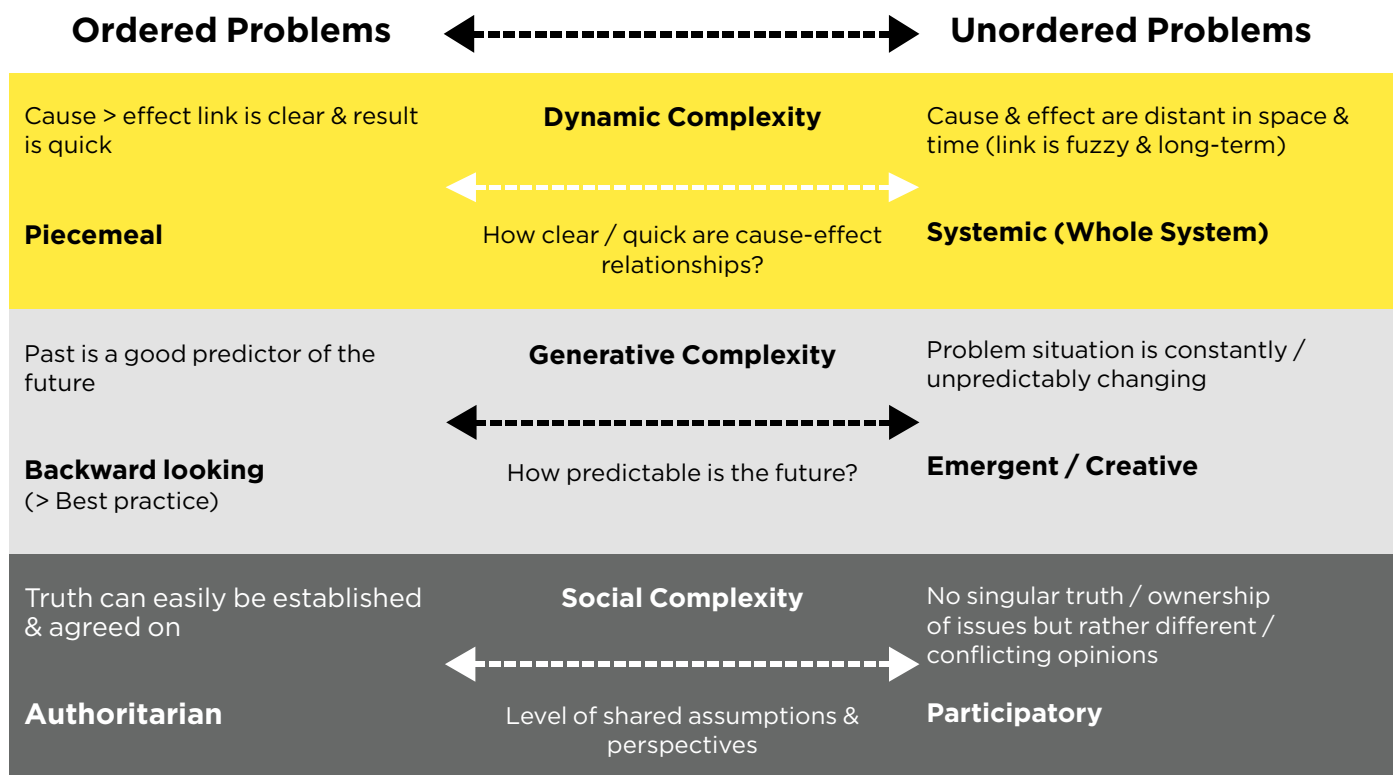 Ordered Problems
Unordered Problems
Cause > effect link is clear & result
is quick
Piecemeal
Dynamic Complexity
How clear / quick are cause-effect
relationships?
Cause & effect are distant in space &
time (link is fuzzy & long-term)
Systemic (Whole System)
Past is a good predictor of the
future
Backward looking
(> Best practice)
Generative Complexity
How predictable is the future?
Problem situation is constantly /
unpredictably changing
Emergent / Creative
Truth can easily be established
& agreed on
Authoritarian
Social Complexity
Level of shared assumptions &
perspectives
No singular truth / ownership
of issues but rather different /
conflicting opinions
Participatory